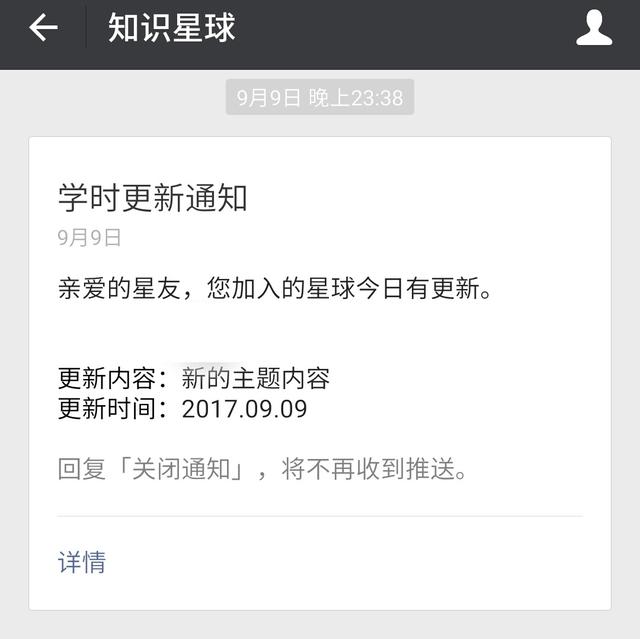 知识星球
9月9日 晚上23:38
学时更新通知
9月9日
亲爱的星友，您加入的星球今日有更新。
更新内容：新的主题内容
更新时间：2017.09.09
回复「关闭通知」，将不再收到推送。
详情